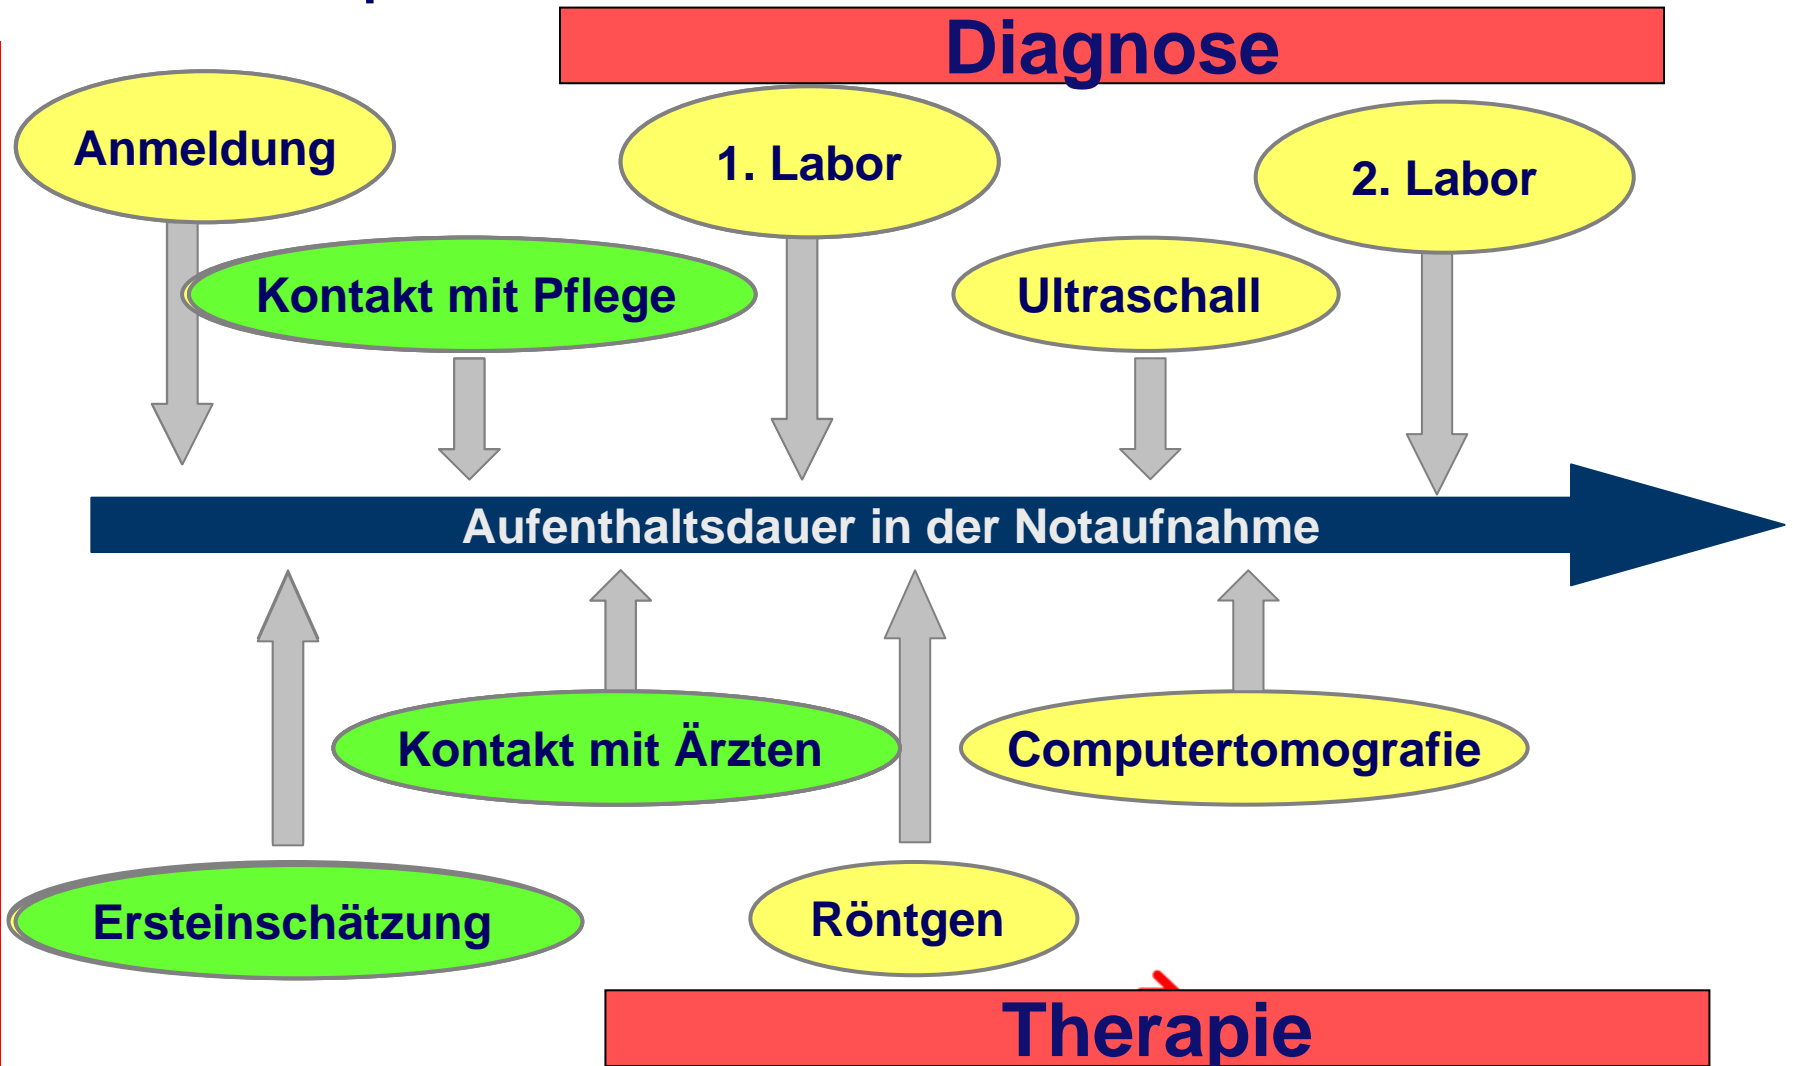 Diagnose
Anmeldung
1. Labor
2. Labor
Kontakt mit Pflege
Ultraschall
Aufenthaltsdauer in der Notaufnahme
Kontakt mit Ärzten
Computertomografie
Ersteinschätzung
Röntgen
Therapie